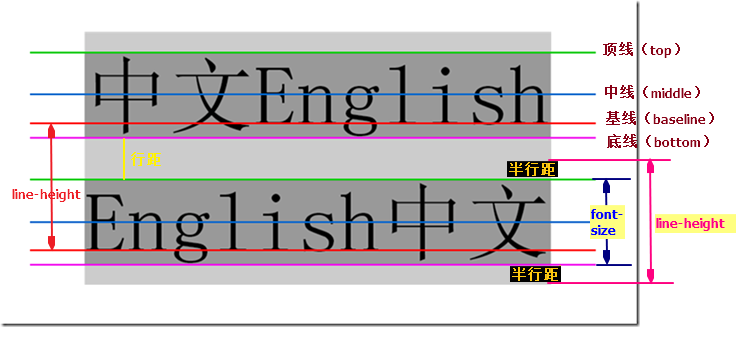 顶线（top）
中文English
中线（middle）
基线（baseline）
底线（bottom）
行距
半行距
line-height
English中文
font-
size
line-height
半行距